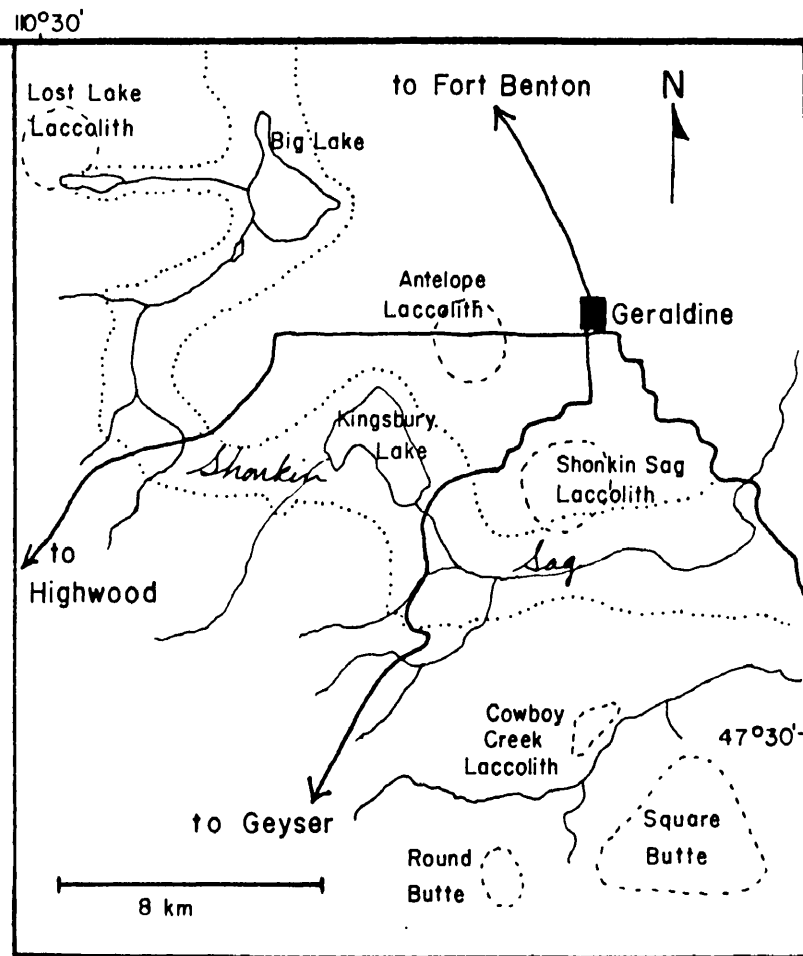 110°30'
Lost Lake
Laccolith
Big Lake
to Fort Benton
N
Antelope
Laccolith
Geraldine
Kingsbury
Lake
Shonkin
Shonkin Sag
Laccolith
to
Highwood
Sag
Cowboy
Creek
Laccolith
47°30'
to Geyser
Square
Butte
Round
Butte
8 km